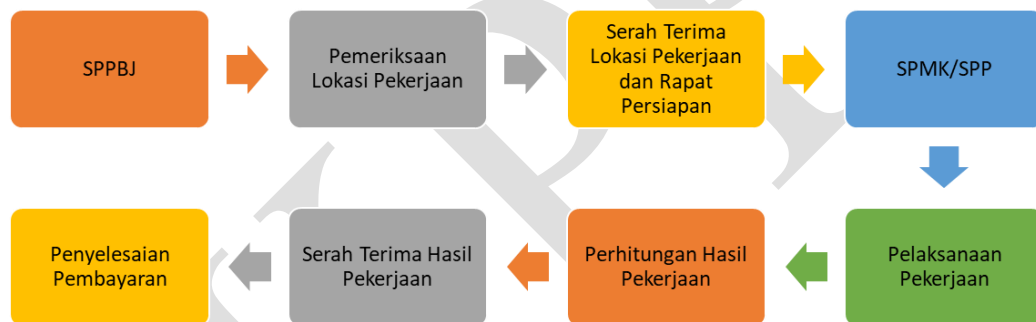 SPPBJ
Pemeriksaan
Lokasi Pekerjaan
Serah Terima
Lokasi Pekerjaan
dan Rapat
Persiapan
SPMK/SPP
Pelaksanaan
Pekerjaan
Perhitungan Hasil
Pekerjaan
Serah Terima Hasil
Pekerjaan
Penyelesaian
Pembayaran